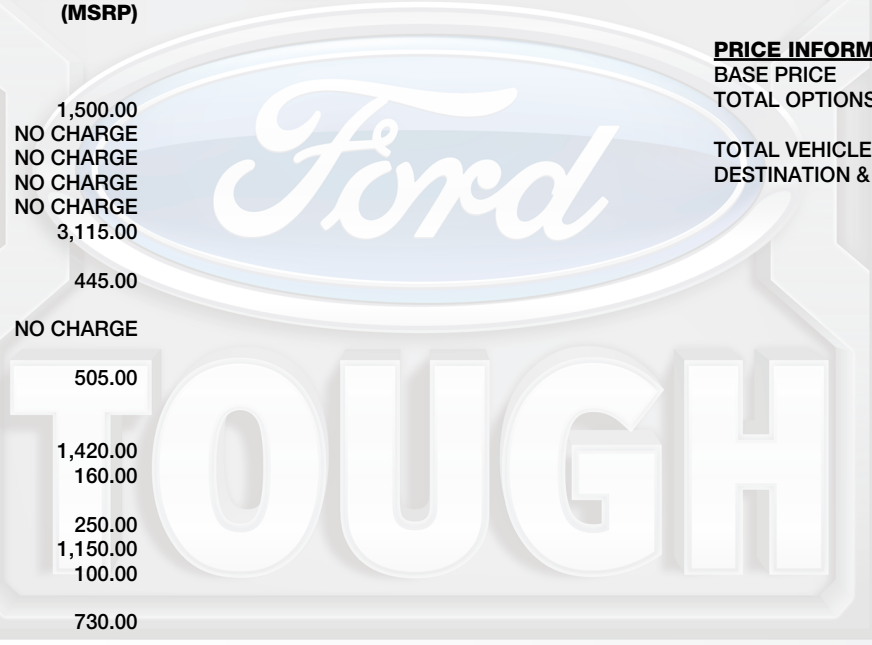 (MSRP)
1,500.00
NO CHARGE
NO CHARGE
NO CHARGE
NO CHARGE
3,115.00
445.00
NO CHARGE
505.00
1,420.00
160.00
250.00
1,150.00
100.00
730.00
PRICE INFORM
BASE PRICE
TOTAL OPTIONS
TOTAL VEHICLE
DESTINATION &
Ford
TOUGH